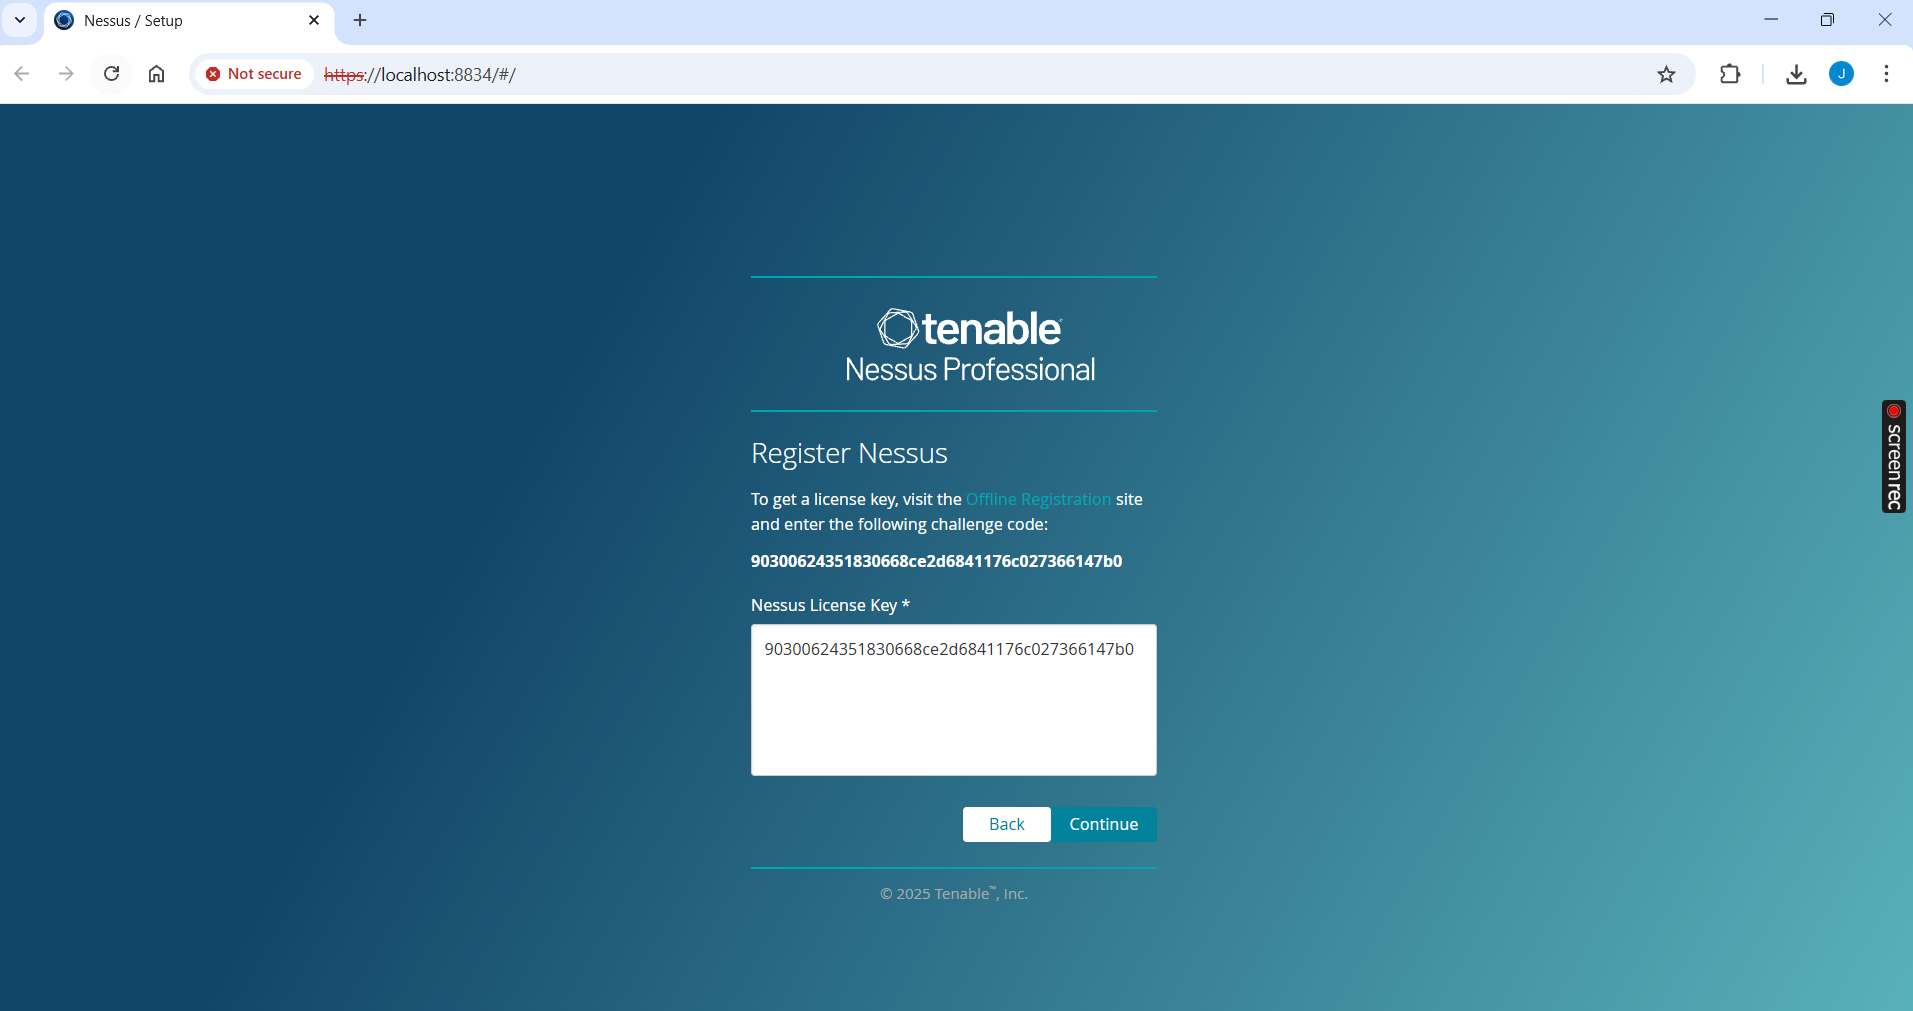 Nessus / Setup
Not secure
https://localhost:8834/#/
J
tenable
Nessus Professional
Register Nessus
To get a license key, visit the Offline Registration site
and enter the following challenge code:
90300624351830668ce2d6841176c027366147b0
Nessus License Key *
90300624351830668ce2d6841176c027366147b0
Back
Continue
© 2025 Tenable™, Inc.
screenrec